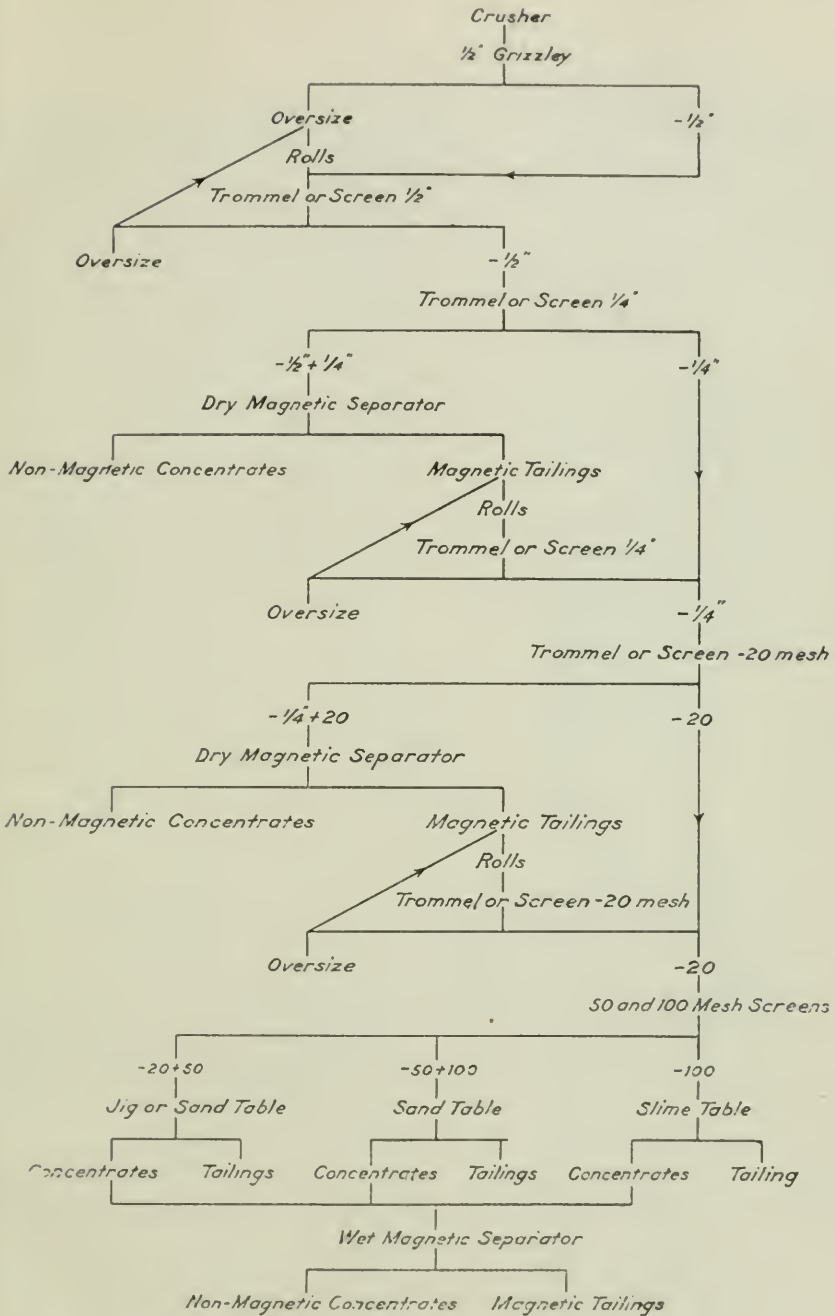 Crusher
½" Grizzley
Oversize
-½"
Rolls
Trommel or Screen ½"
Oversize
-½"
Trommel or Screen ¼"
-½"+¼"
-¼"
Dry Magnetic Separator
Non-Magnetic Concentrates
Magnetic Tailings
Rolls
Trommel or Screen ¼"
Oversize
-¼"
Trommel or Screen -20 mesh
-¼"+20
-20
Dry Magnetic Separator
Non-Magnetic Concentrates
Magnetic Tailings
Rolls
Trommel or Screen -20 mesh
Oversize
-20
50 and 100 Mesh Screens
-20+50
-50+100
-100
Jig or Sand Table
Sand Table
Slime Table
Concentrates
Tailings
Concentrates
Tailings
Concentrates
Tailing
Wet Magnetic Separator
Non-Magnetic Concentrates
Magnetic Tailings